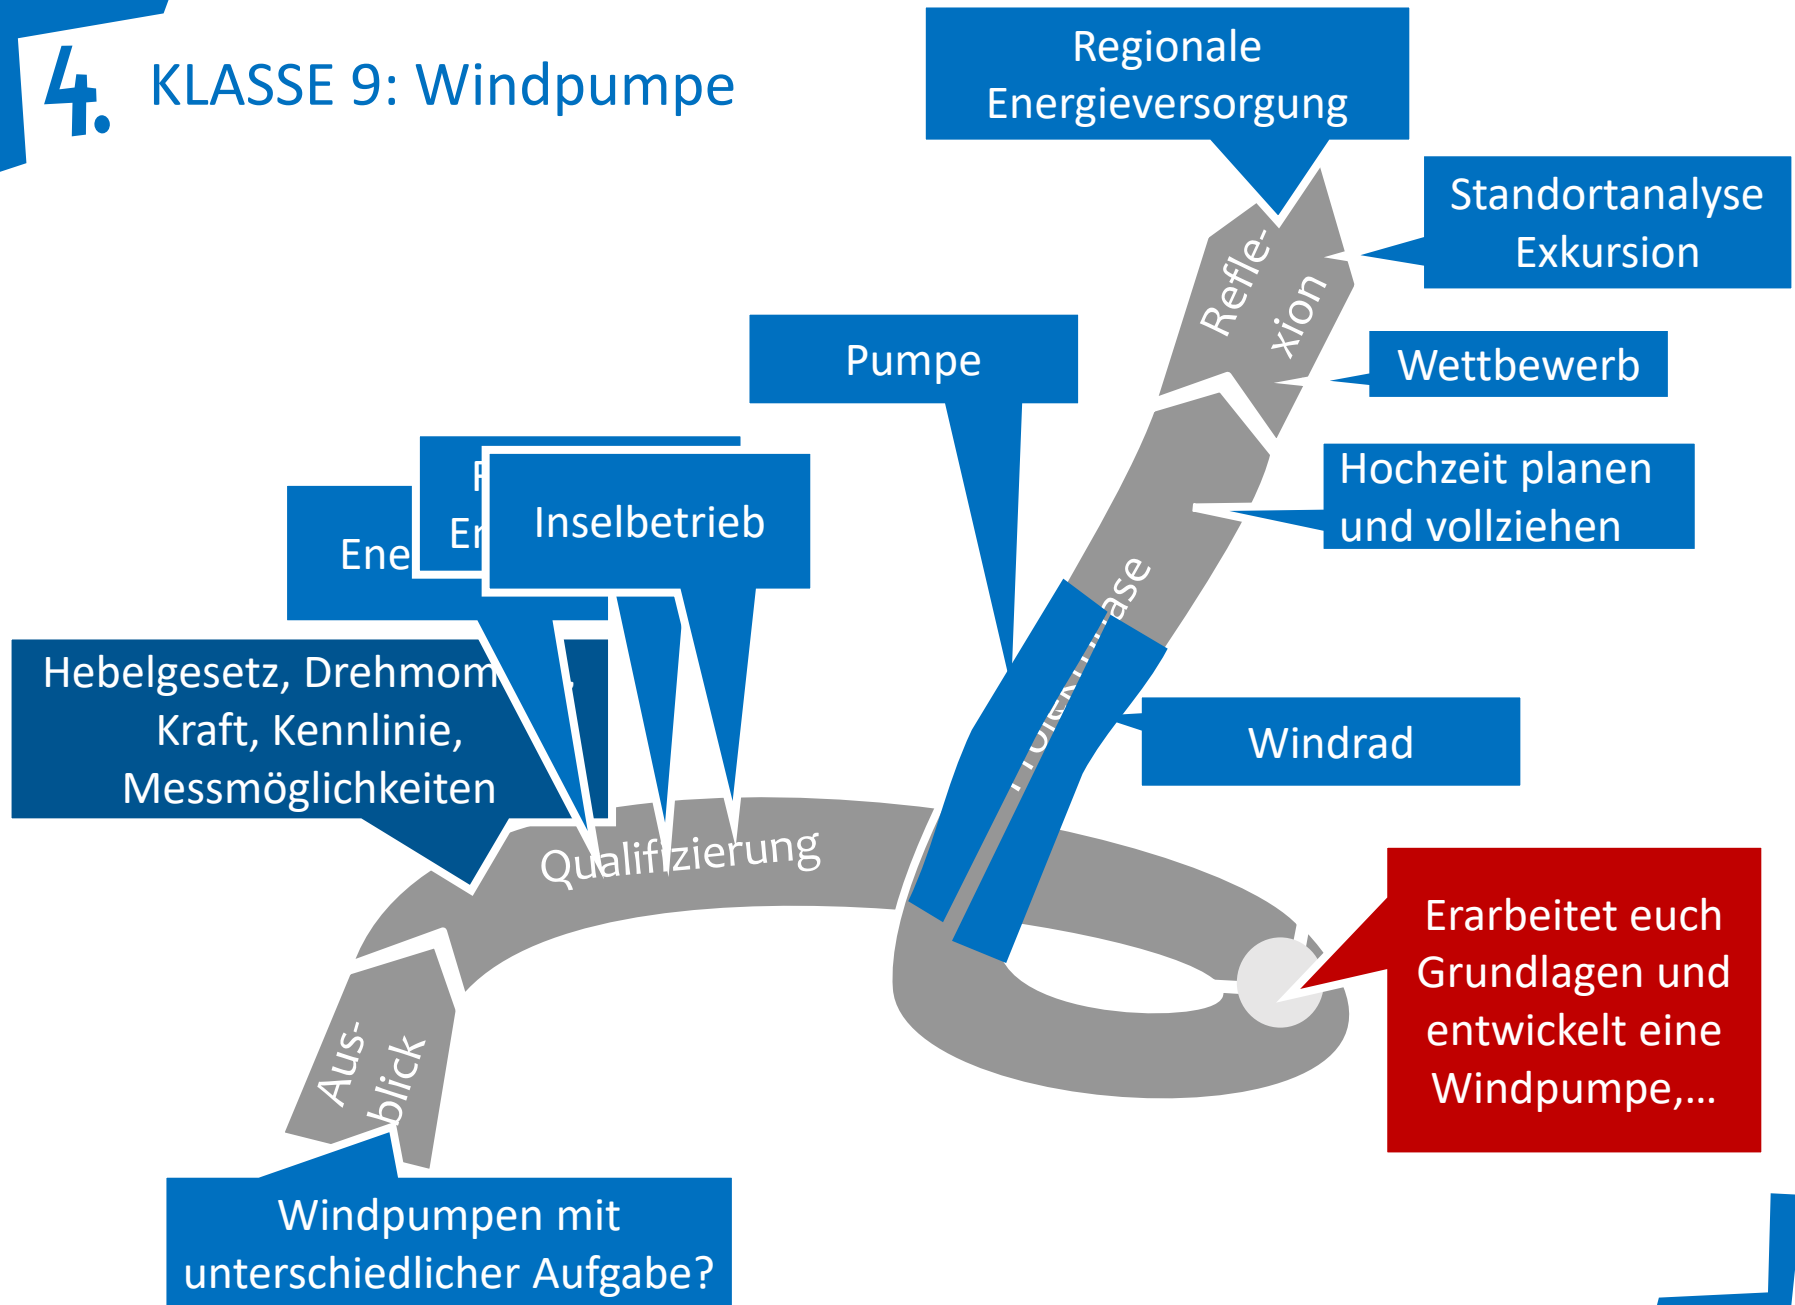 4. KLASSE 9: Windpumpe
Regionale
Energieversorgung
Standortanalyse
Exkursion
Refle-
xion
Pumpe
Wettbewerb
Hochzeit planen
und vollziehen
Inselbetrieb
Hebelgesetz,
Kraft, Kennlinie,
Messmöglichkeiten
Windrad
Qualifizierung
Erarbeitet euch
Grundlagen und
entwickelt eine
Windpumpe,...
Aus-
blick
Windpumpen mit
unterschiedlicher Aufgabe?